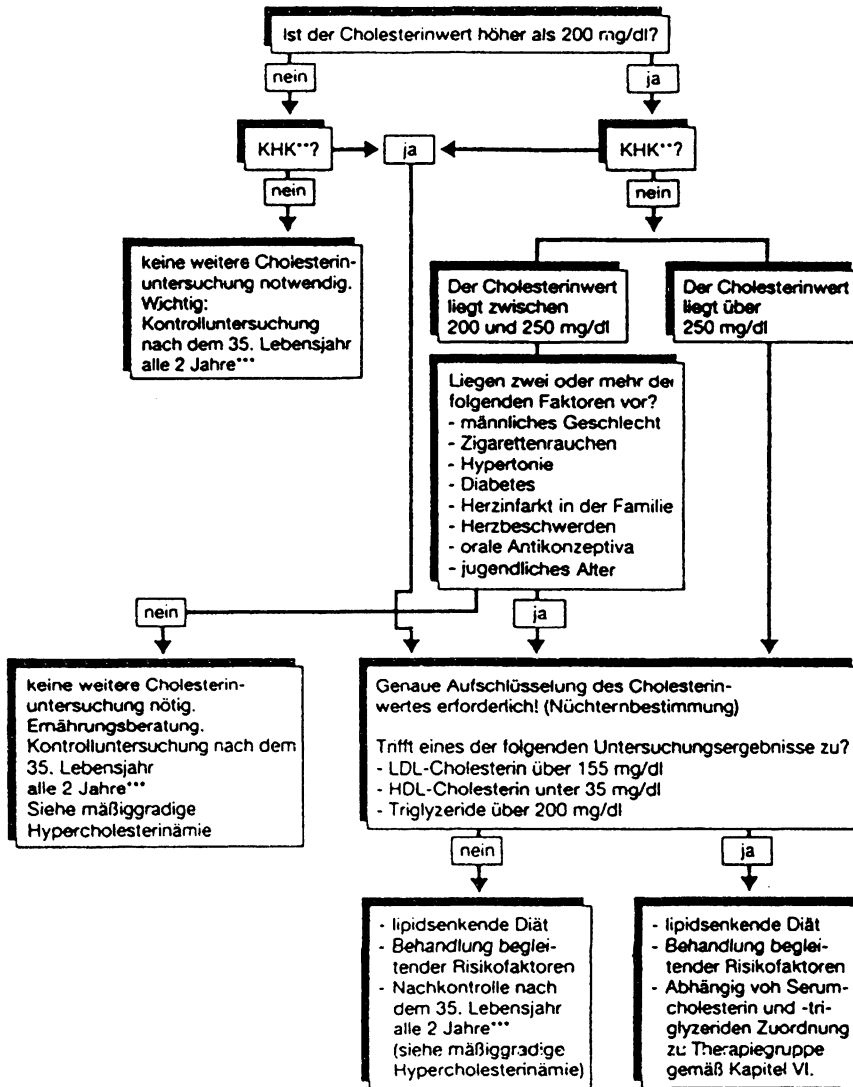 Ist der Cholesterinwert höher als 200 mg/dl?
nein
ja
KHK**?
ja
KHK**?
nein
nein
keine weitere Cholesterin-
untersuchung notwendig.
Wichtig:
Kontrolluntersuchung
nach dem 35. Lebensjahr
alle 2 Jahre***
Der Cholesterinwert
liegt zwischen
200 und 250 mg/dl
Der Cholesterinwert
liegt über
250 mg/dl
Liegen zwei oder mehr der
folgenden Faktoren vor?
- männliches Geschlecht
- Zigarettenrauchen
- Hypertonie
- Diabetes
- Herzinfarkt in der Familie
- Herzbeschwerden
- orale Antikonzeptiva
- jugendliches Alter
nein
ja
keine weitere Cholesterin-
untersuchung nötig.
Ernährungsberatung.
Kontrolluntersuchung nach dem
35. Lebensjahr
alle 2 Jahre***
Siehe mäßiggradige
Hypercholesterinämie
Genaue Aufschlüsselung des Cholesterin-
wertes erforderlich! (Nüchternbestimmung)
Trifft eines der folgenden Untersuchungsergebnisse zu?
- LDL-Cholesterin über 155 mg/dl
- HDL-Cholesterin unter 35 mg/dl
- Triglyzeride über 200 mg/dl
nein
ja
- lipidsenkende Diät
- Behandlung beglei-
tender Risikofaktoren
- Nachkontrolle nach
dem 35. Lebensjahr
alle 2 Jahre***
(siehe mäßiggradige
Hypercholesterinämie)
- lipidsenkende Diät
- Behandlung beglei-
tender Risikofaktoren
- Abhängig von Serum-
cholesterin und -tri-
glyzeriden Zuordnung
zu Therapiegruppe
gemäß Kapitel VI.